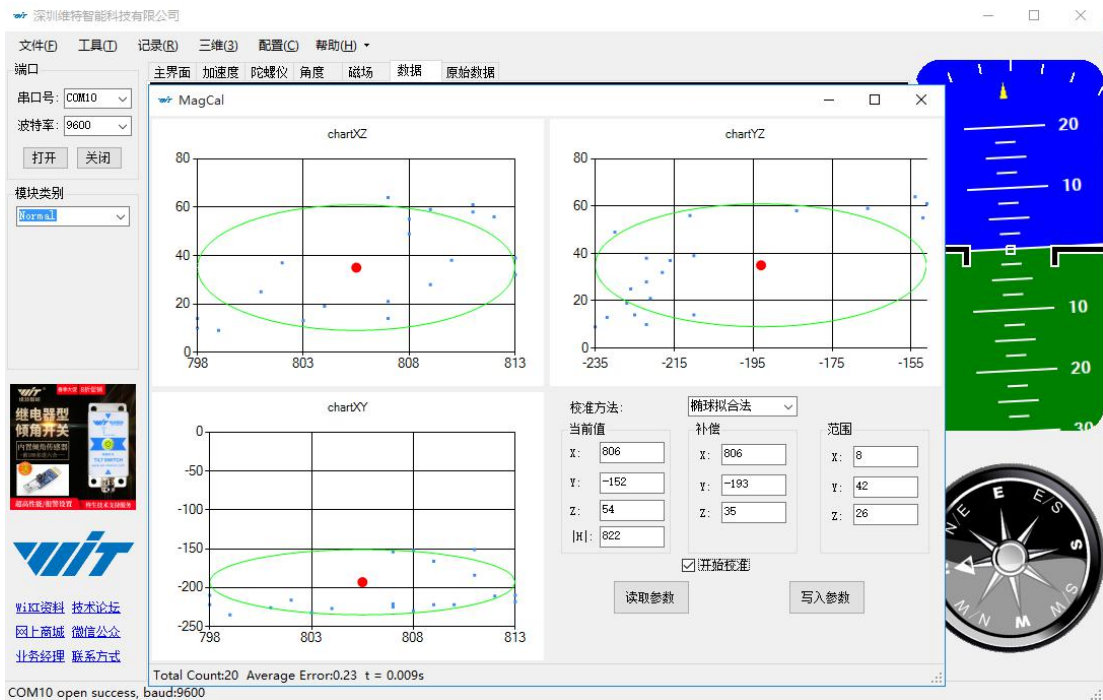 深圳维特智能科技有限公司
文件(F) 工具(T) 记录(R) 三维(3) 配置(C) 帮助(H)
端口
串口号: COM10
波特率: 9600
打开 关闭
模块类别
Normal
主界面 加速度 陀螺仪 角度 磁场 数据 原始数据
MagCal
chartXZ
80
60
40
20
0
798 803 808 813
chartYZ
80
60
40
20
0
-235 -215 -195 -175 -155
chartXY
0
-50
-100
-150
-200
-250
798 803 808 813
校准方法: 椭球拟合法
当前值 补偿 范围
X: 806 X: 806 X: 8
Y: -152 Y: -193 Y: 42
Z: 54 Z: 35 Z: 26
|H|: 822
开始校准
读取参数 写入参数
Total Count:20 Average Error:0.23 t = 0.009s
20
10
10
20
30
E E/S S W/S W N/W N/E
继电器型
倾角开关
WIT
WiKI资料 技术论坛
网上商城 微信公众
业务经理 联系方式
COM10 open success, baud:9600